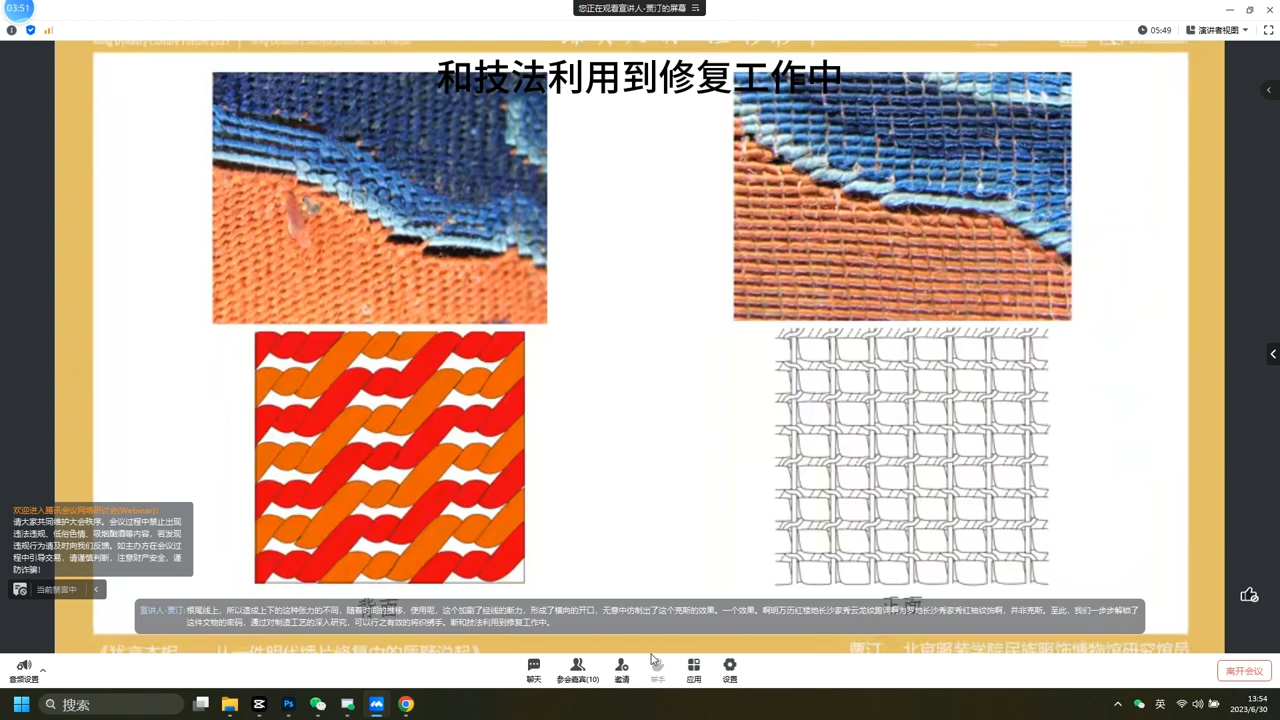 03:51
您正在观看宣讲人-贾汀的屏幕
05:49
演讲者视图
和技法利用到修复工作中
欢迎进入腾讯会议网络研讨会(Webinar)!
请大家共同维护大会秩序。会议过程中禁止出现
违法违规、低俗色情、吸烟酗酒等内容，若发现
违规行为请及时向我们反馈。如主办方在会议过
程中引导交易，请谨慎判断，注意财产安全，谨
防诈骗!
当前禁言中
背面
正面
宣讲人-贾汀:根尾线上，所以造成上下的这种张力的不同，随着时间的推移，使用呢，这个加剧了经线的断力，形成了横向的开口，无意中仿制出了这个克斯的效果。一个效果。啊明万历红楼地长沙家秀云龙纹跑调啊为罗地长沙秀家秀红袖纹饰啊，并非克斯。至此，我们一步步解锁了
这件文物的密码，通过对制造工艺的深入研究，可以行之有效的将织绣手。断和技法利用到修复工作中。
贾汀 北京服装学院民族服饰博物馆研究馆员
音频设置
聊天
参会嘉宾(10)
邀请
举手
应用
设置
离开会议
搜索
英
13:54
2023/6/30